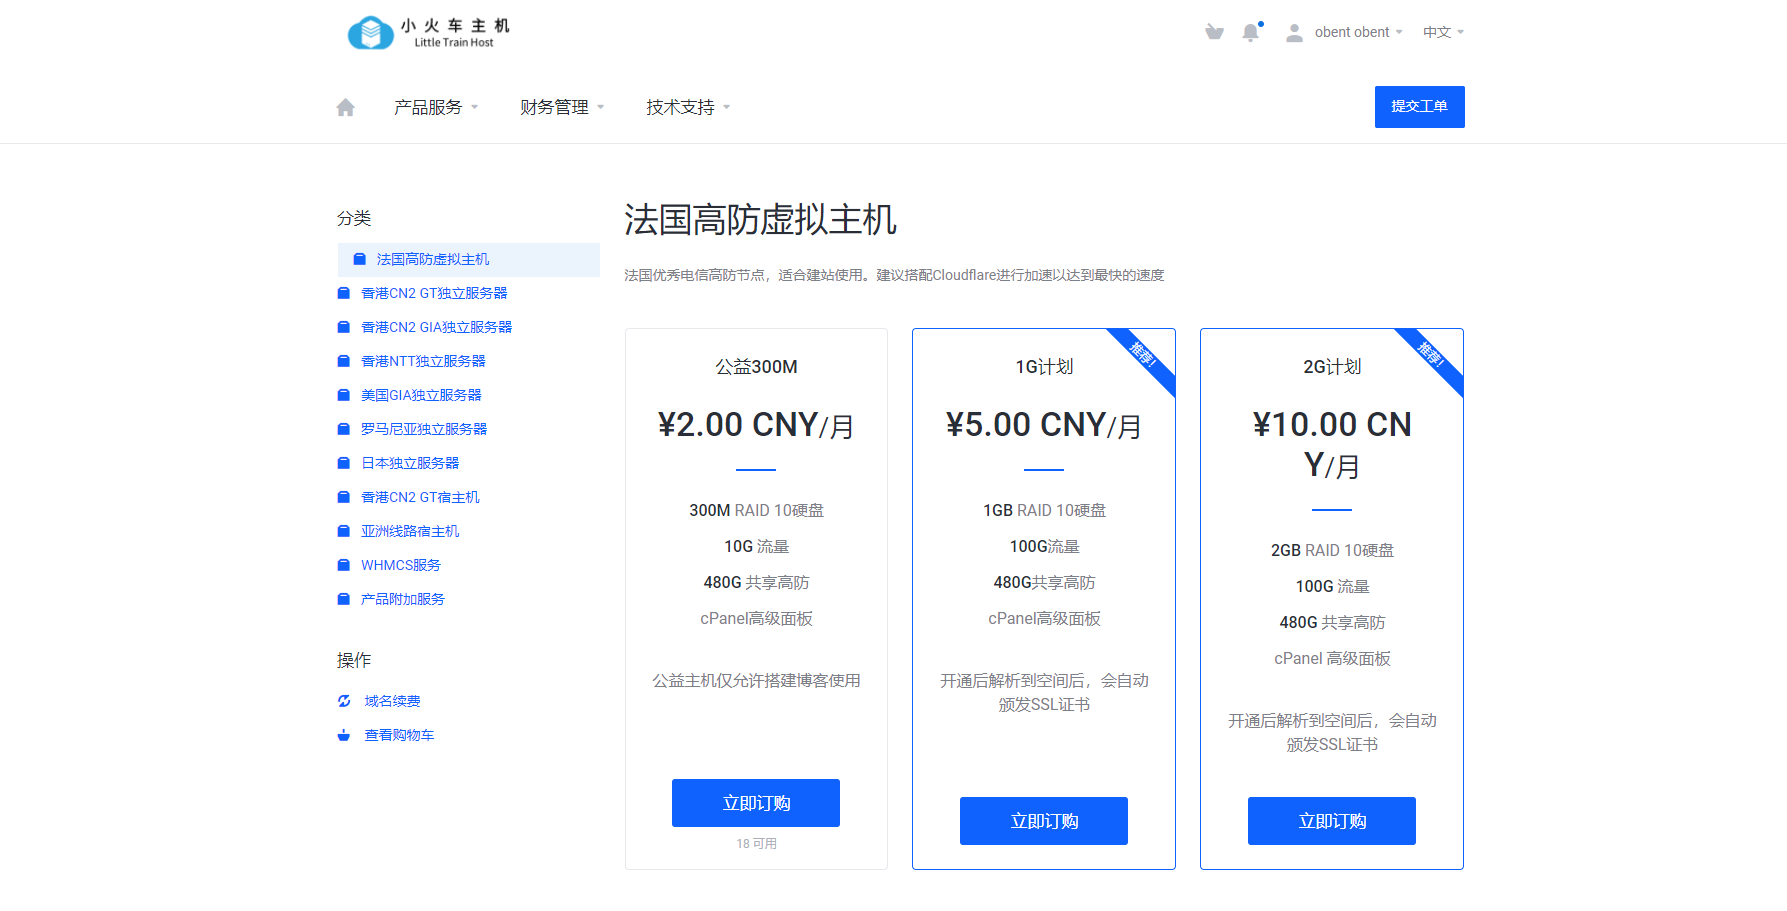 小火车主机
Little Train Host
obent obent
中文
产品服务
财务管理
技术支持
提交工单
分类
法国高防虚拟主机
香港CN2 GT独立服务器
香港CN2 GIA独立服务器
香港NTT独立服务器
美国GIA独立服务器
罗马尼亚独立服务器
日本独立服务器
香港CN2 GT宿主机
亚洲线路宿主机
WHMCS服务
产品附加服务
操作
域名续费
查看购物车
法国高防虚拟主机
法国优秀电信高防节点，适合建站使用。建议搭配Cloudflare进行加速以达到最快的速度
公益300M
¥2.00 CNY/月
300M RAID 10硬盘
10G 流量
480G 共享高防
cPanel高级面板
公益主机仅允许搭建博客使用
立即订购
18 可用
推荐!
1G计划
¥5.00 CNY/月
1GB RAID 10硬盘
100G流量
480G共享高防
cPanel高级面板
开通后解析到空间后，会自动
颁发SSL证书
立即订购
推荐!
2G计划
¥10.00 CN
Y/月
2GB RAID 10硬盘
100G 流量
480G 共享高防
cPanel 高级面板
开通后解析到空间后，会自动
颁发SSL证书
立即订购